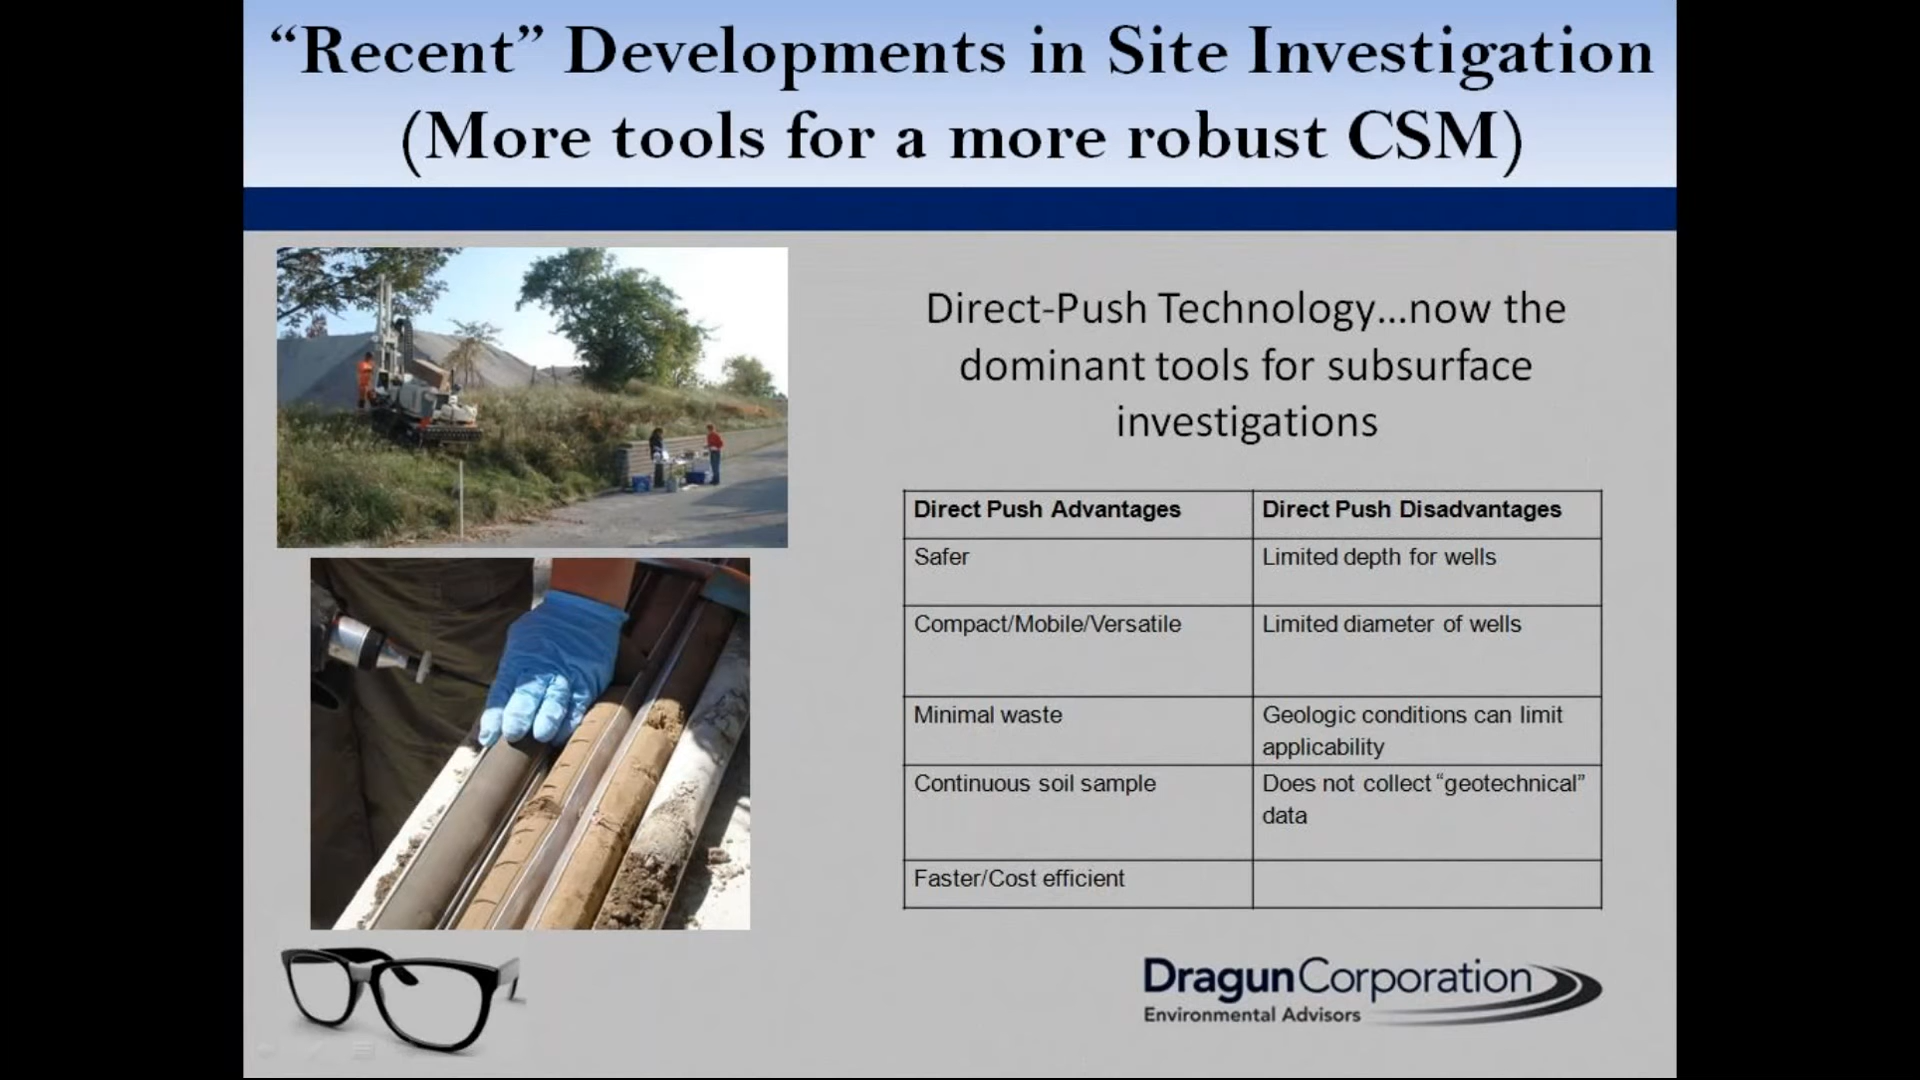 “Recent” Developments in Site Investigation
(More tools for a more robust CSM)
Direct-Push Technology...now the
dominant tools for subsurface
investigations
Direct Push Advantages
Direct Push Disadvantages
Safer
Limited depth for wells
Compact/Mobile/Versatile
Limited diameter of wells
Minimal waste
Geologic conditions can limit
applicability
Continuous soil sample
Does not collect “geotechnical”
data
Faster/Cost efficient
DragunCorporation
Environmental Advisors